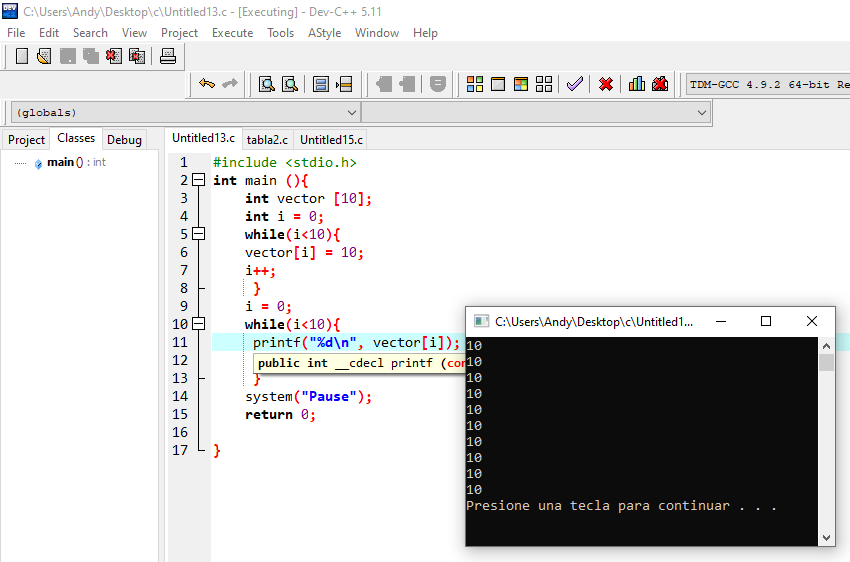 C:\Users\Andy\Desktop\c\Untitled13.c - [Executing] - Dev-C++ 5.11
File Edit Search View Project Execute Tools AStyle Window Help
TDM-GCC 4.9.2 64-bit Re
(globals)
Project Classes Debug
Untitled13.c tabla2.c Untitled15.c
main () : int
1 #include <stdio.h>
2 int main (){
3 int vector [10];
4 int i = 0;
5 while(i<10){
6 vector[i] = 10;
7 i++;
8 }
9 i = 0;
10 while(i<10){
11 printf("%d\n", vector[i]);
12 public int __cdecl printf (con
13 }
14 system("Pause");
15 return 0;
16
17 }
C:\Users\Andy\Desktop\c\Untitled1...
10
10
10
10
10
10
10
10
10
10
Presione una tecla para continuar . . .